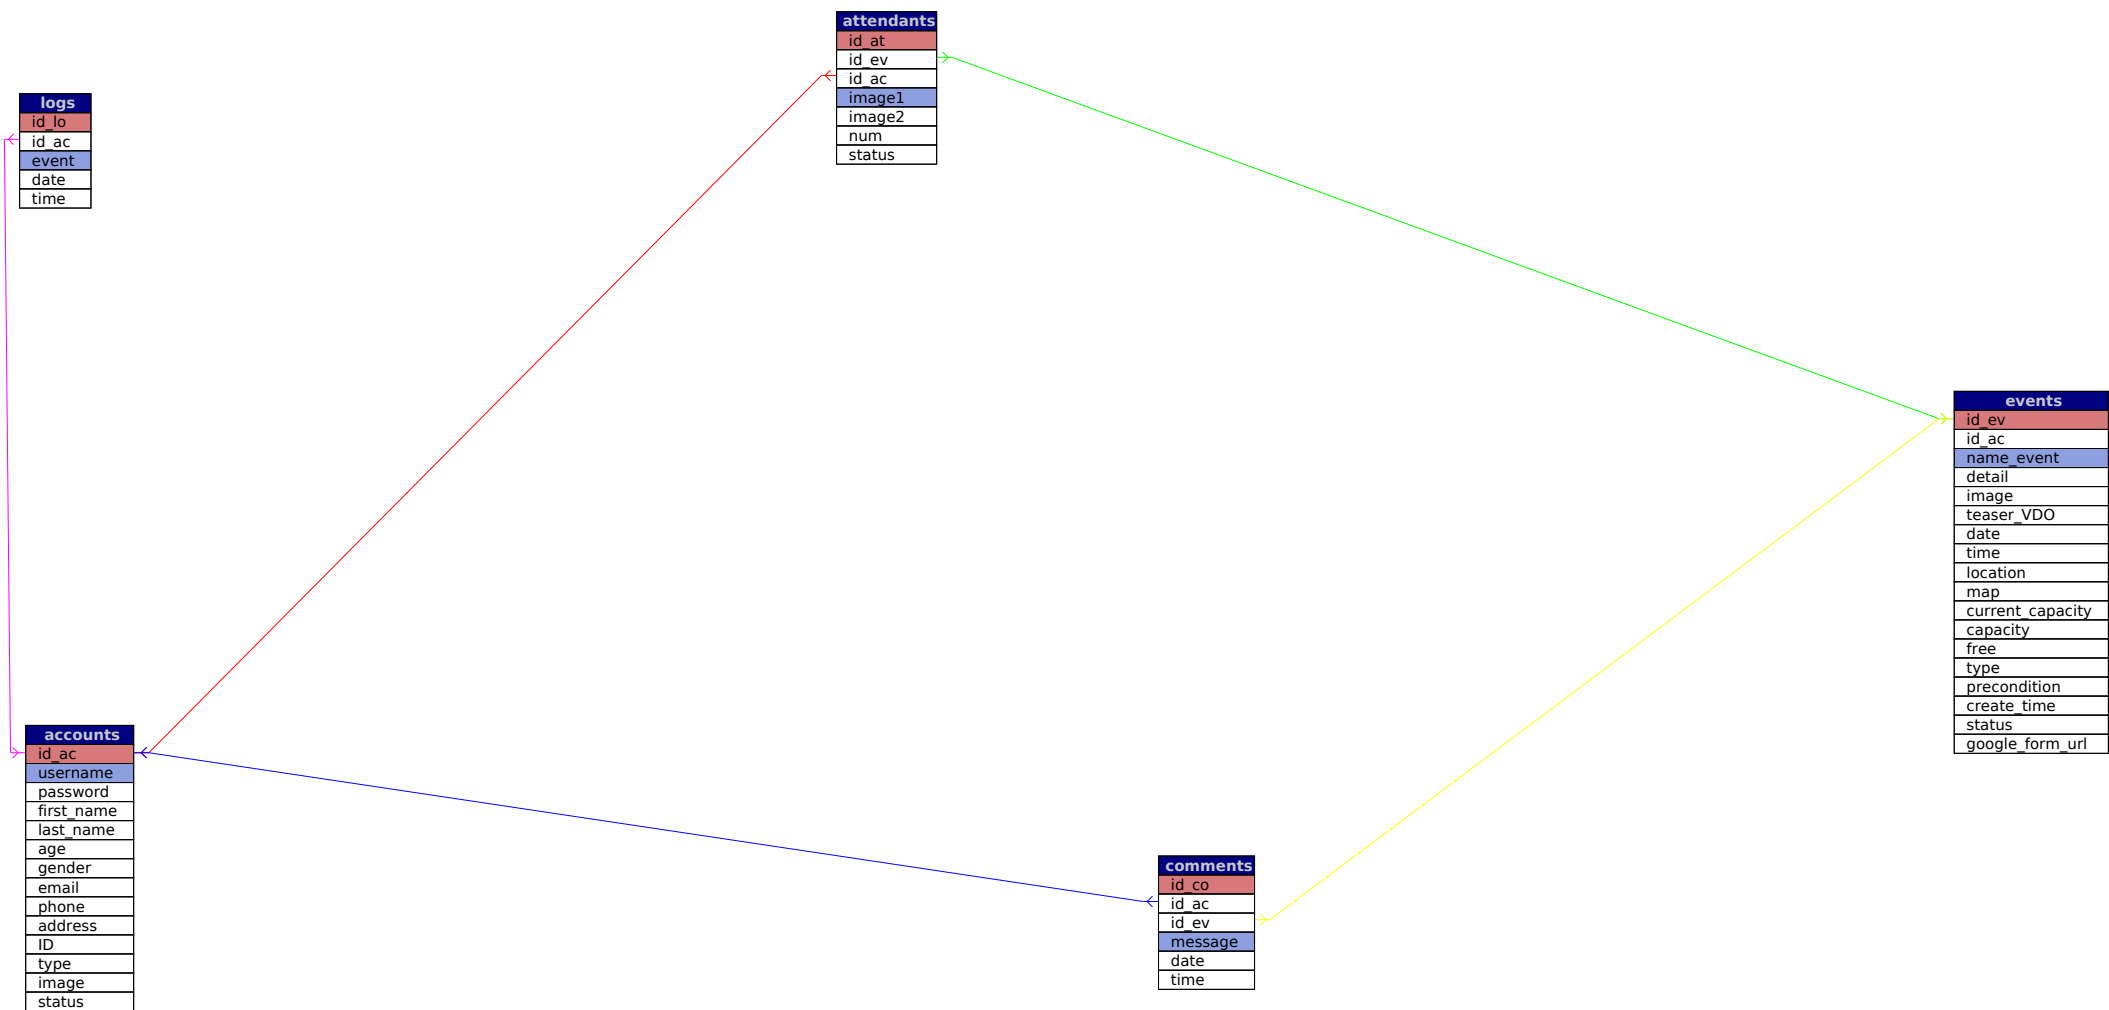 attendants
id_at
id_ev
id_ac
image1
image2
num
status
logs
id_lo
id_ac
event
date
time
events
id_ev
id_ac
name_event
detail
image
teaser_VDO
date
time
location
map
current_capacity
capacity
free
type
precondition
create_time
status
google_form_url
accounts
id_ac
username
password
first_name
last_name
age
gender
email
phone
address
ID
type
image
status
comments
id_co
id_ac
id_ev
message
date
time